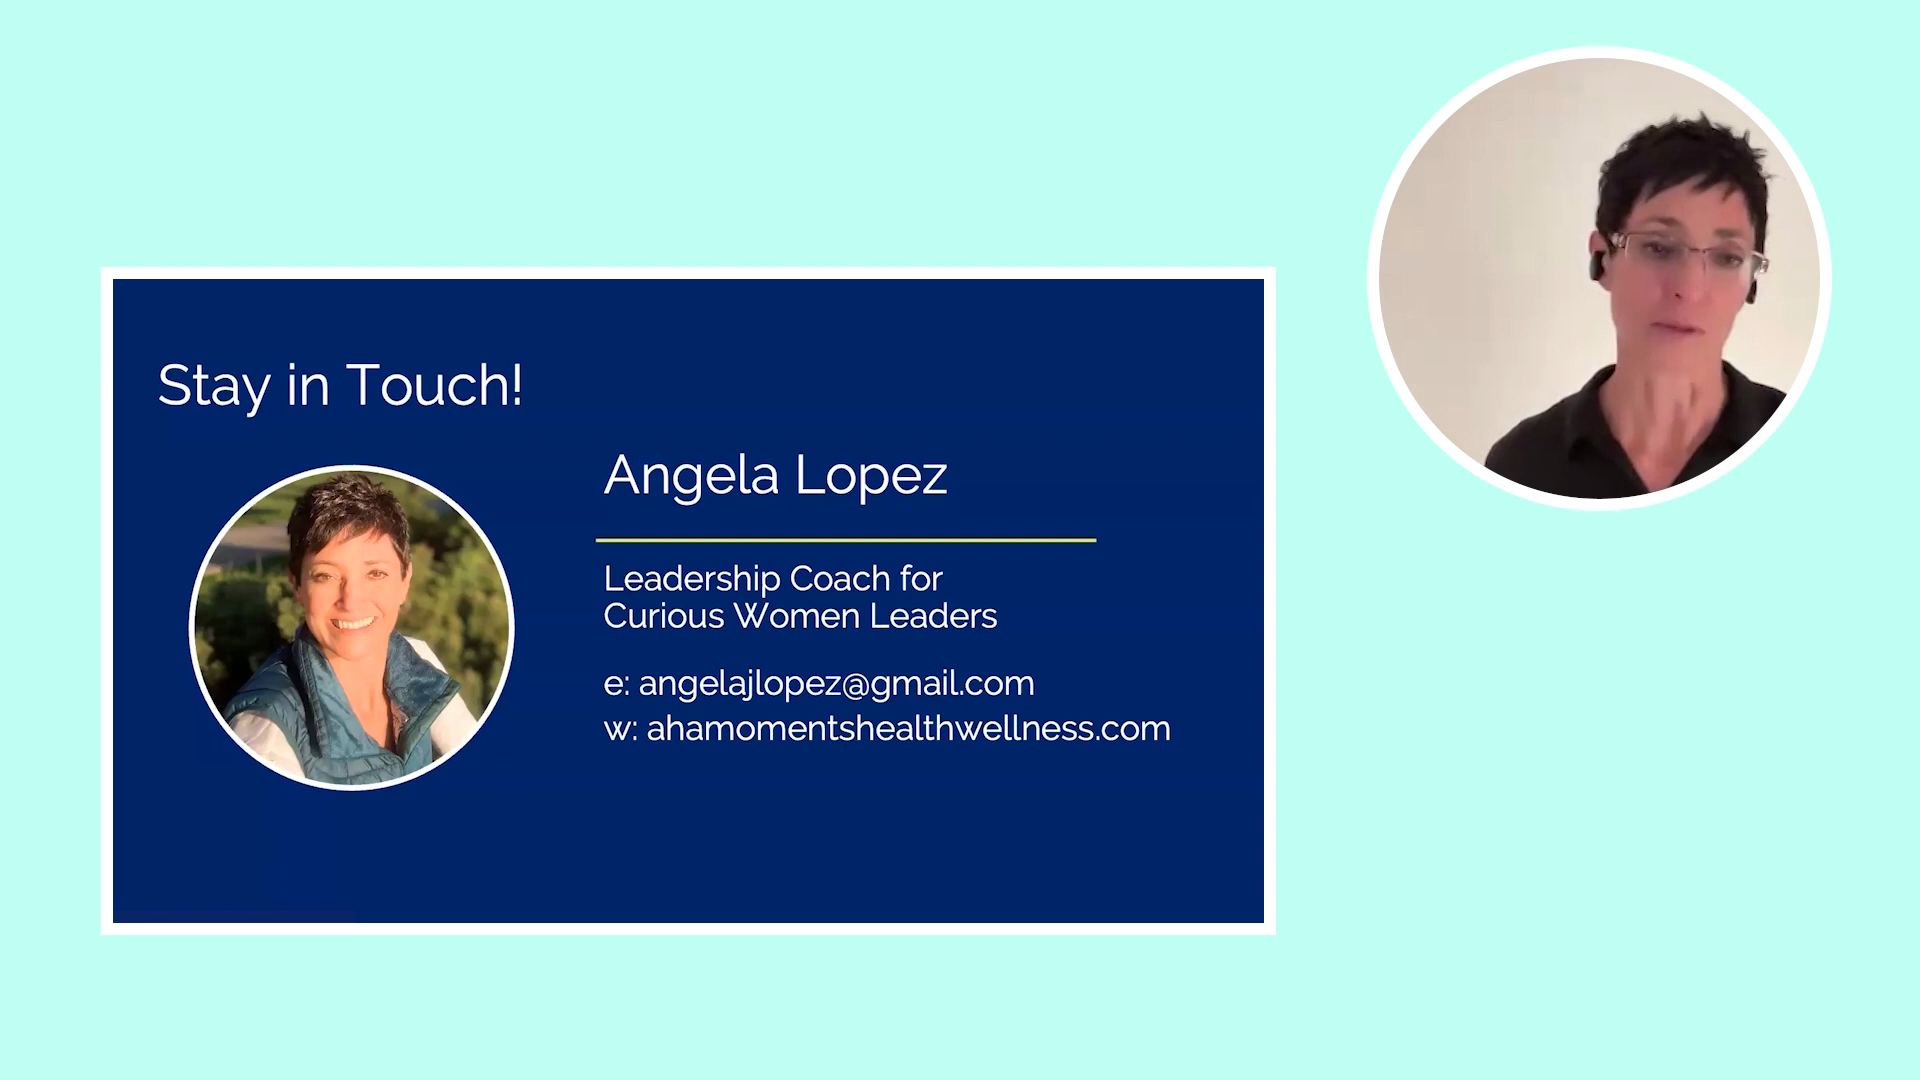 Stay in Touch!
Angela Lopez
Leadership Coach for
Curious Women Leaders
e: angelajlopez@gmail.com
w: ahamomentshealthwellness.com